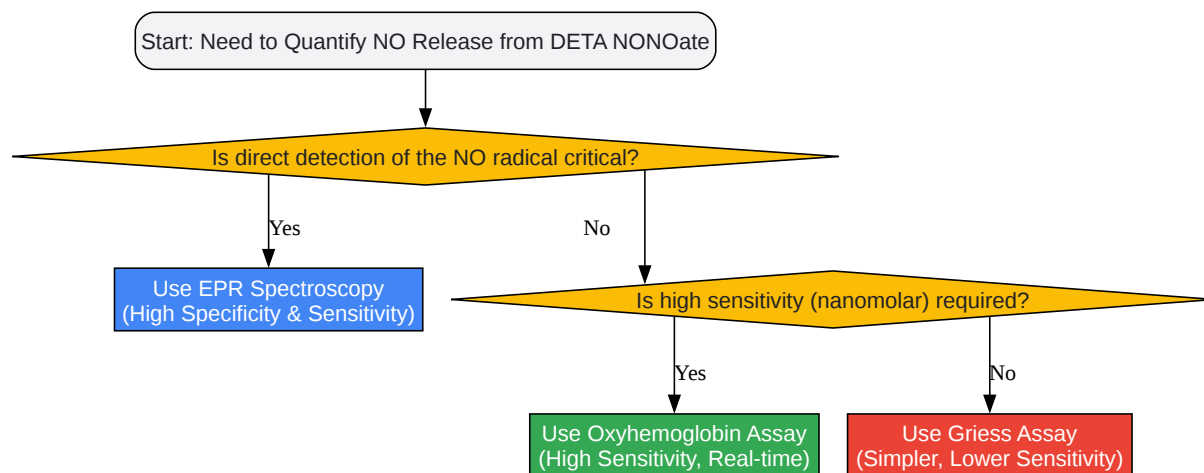 Start: Need to Quantify NO Release from DETA NONOate
Is direct detection of the NO radical critical?
Yes
No
Use EPR Spectroscopy
(High Specificity & Sensitivity)
Is high sensitivity (nanomolar) required?
Yes
No
Use Oxyhemoglobin Assay
(High Sensitivity, Real-time)
Use Griess Assay
(Simpler, Lower Sensitivity)